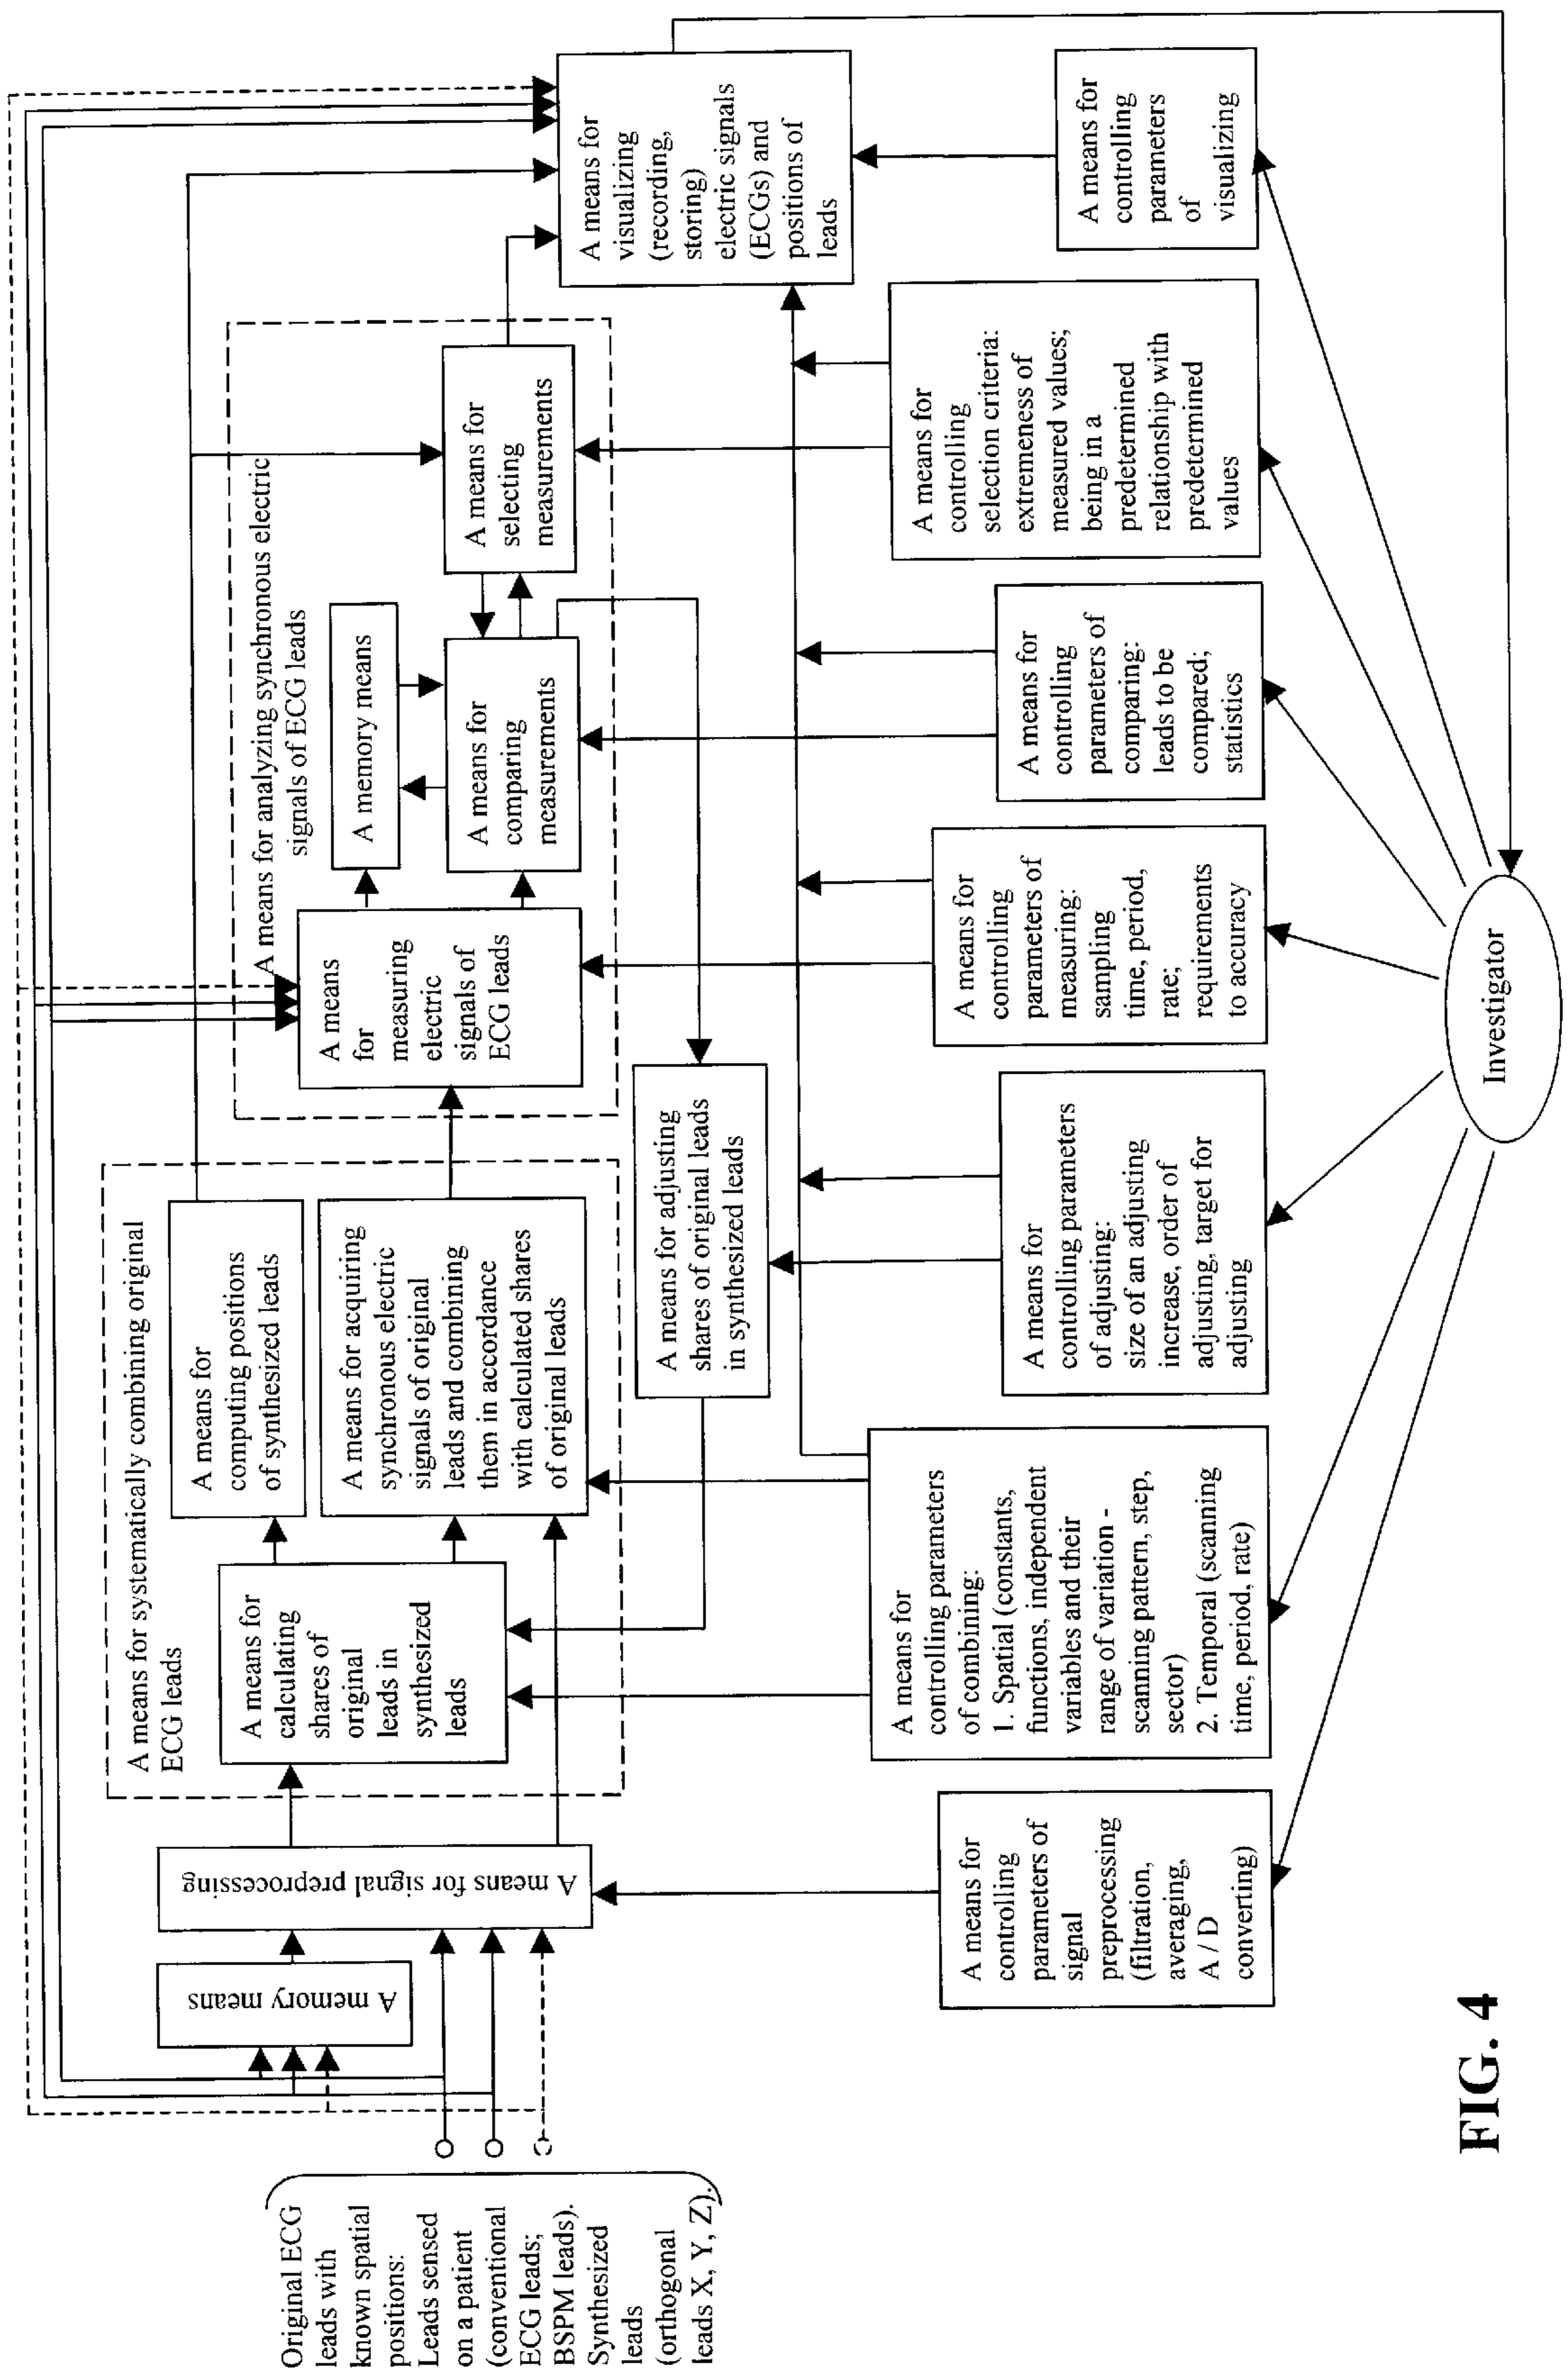 Original ECG
leads with
known spatial
positions:
Leads sensed
on a patient
(conventional
ECG leads;
BSPM leads).
Synthesized
leads
(orthogonal
leads X, Y, Z).
A memory means
A means for signal preprocessing
A means for systematically combining original
ECG leads
A means for
calculating
shares of
original
leads in
synthesized
leads
A means for
computing positions
of synthesized leads
A means for acquiring
synchronous electric
signals of original
leads and combining
them in accordance
with calculated shares
of original leads
A means for analyzing synchronous electric
signals of ECG leads
A means
for
measuring
electric
signals of
ECG leads
A memory means
A means for
comparing
measurements
A means for
selecting
measurements
A means for
visualizing
(recording,
storing)
electric signals
(ECGs) and
positions of
leads
A means for adjusting
shares of original leads
in synthesized leads
A means for
controlling
parameters of
signal
preprocessing
(filtration,
averaging,
A / D
converting)
A means for
controlling parameters
of combining:
1. Spatial (constants,
functions, independent
variables and their
range of variation -
scanning pattern, step,
sector)
2. Temporal (scanning
time, period, rate)
A means for
controlling parameters
of adjusting:
size of an adjusting
increase, order of
adjusting, target for
adjusting
A means for
controlling
parameters of
measuring:
sampling
time, period,
rate;
requirements
to accuracy
A means for
controlling
parameters of
comparing:
leads to be
compared;
statistics
A means for
controlling
selection criteria:
extremeness of
measured values;
being in a
predetermined
relationship with
predetermined
values
A means for
controlling
parameters
of
visualizing
Investigator
FIG. 4